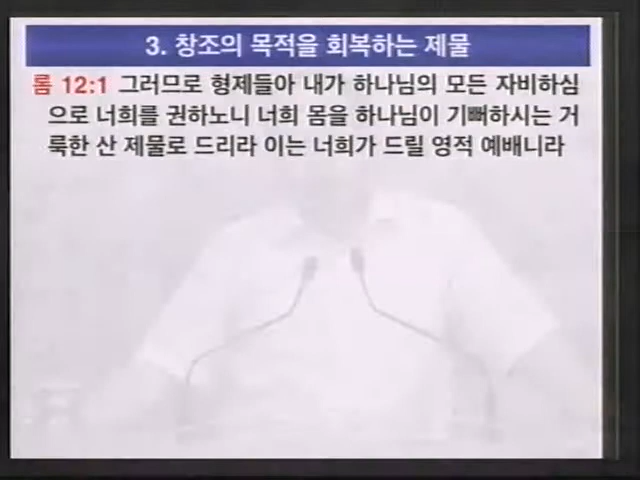 3. 창조의 목적을 회복하는 제물
롬 12:1 그러므로 형제들아 내가 하나님의 모든 자비하심
으로 너희를 권하노니 너희 몸을 하나님이 기뻐하시는 거
룩한 산 제물로 드리라 이는 너희가 드릴 영적 예배니라